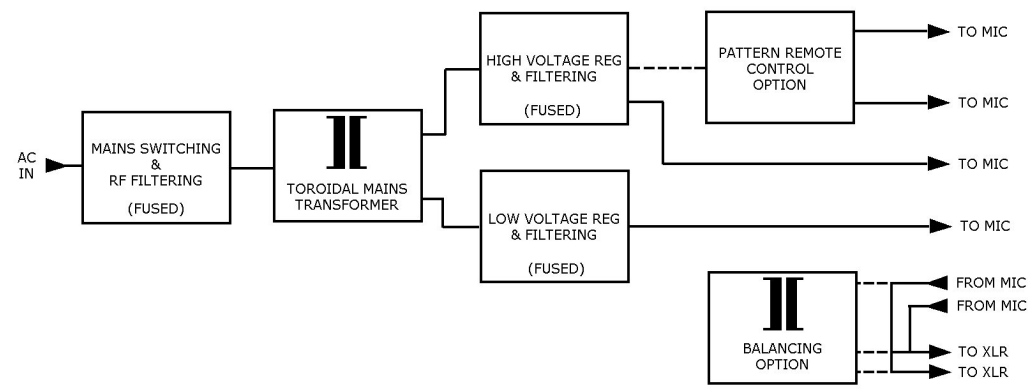 AC
IN
MAINS SWITCHING
&
RF FILTERING
(FUSED)
TOROIDAL MAINS
TRANSFORMER
HIGH VOLTAGE REG
& FILTERING
(FUSED)
LOW VOLTAGE REG
& FILTERING
(FUSED)
PATTERN REMOTE
CONTROL
OPTION
TO MIC
TO MIC
TO MIC
TO MIC
BALANCING
OPTION
FROM MIC
FROM MIC
TO XLR
TO XLR